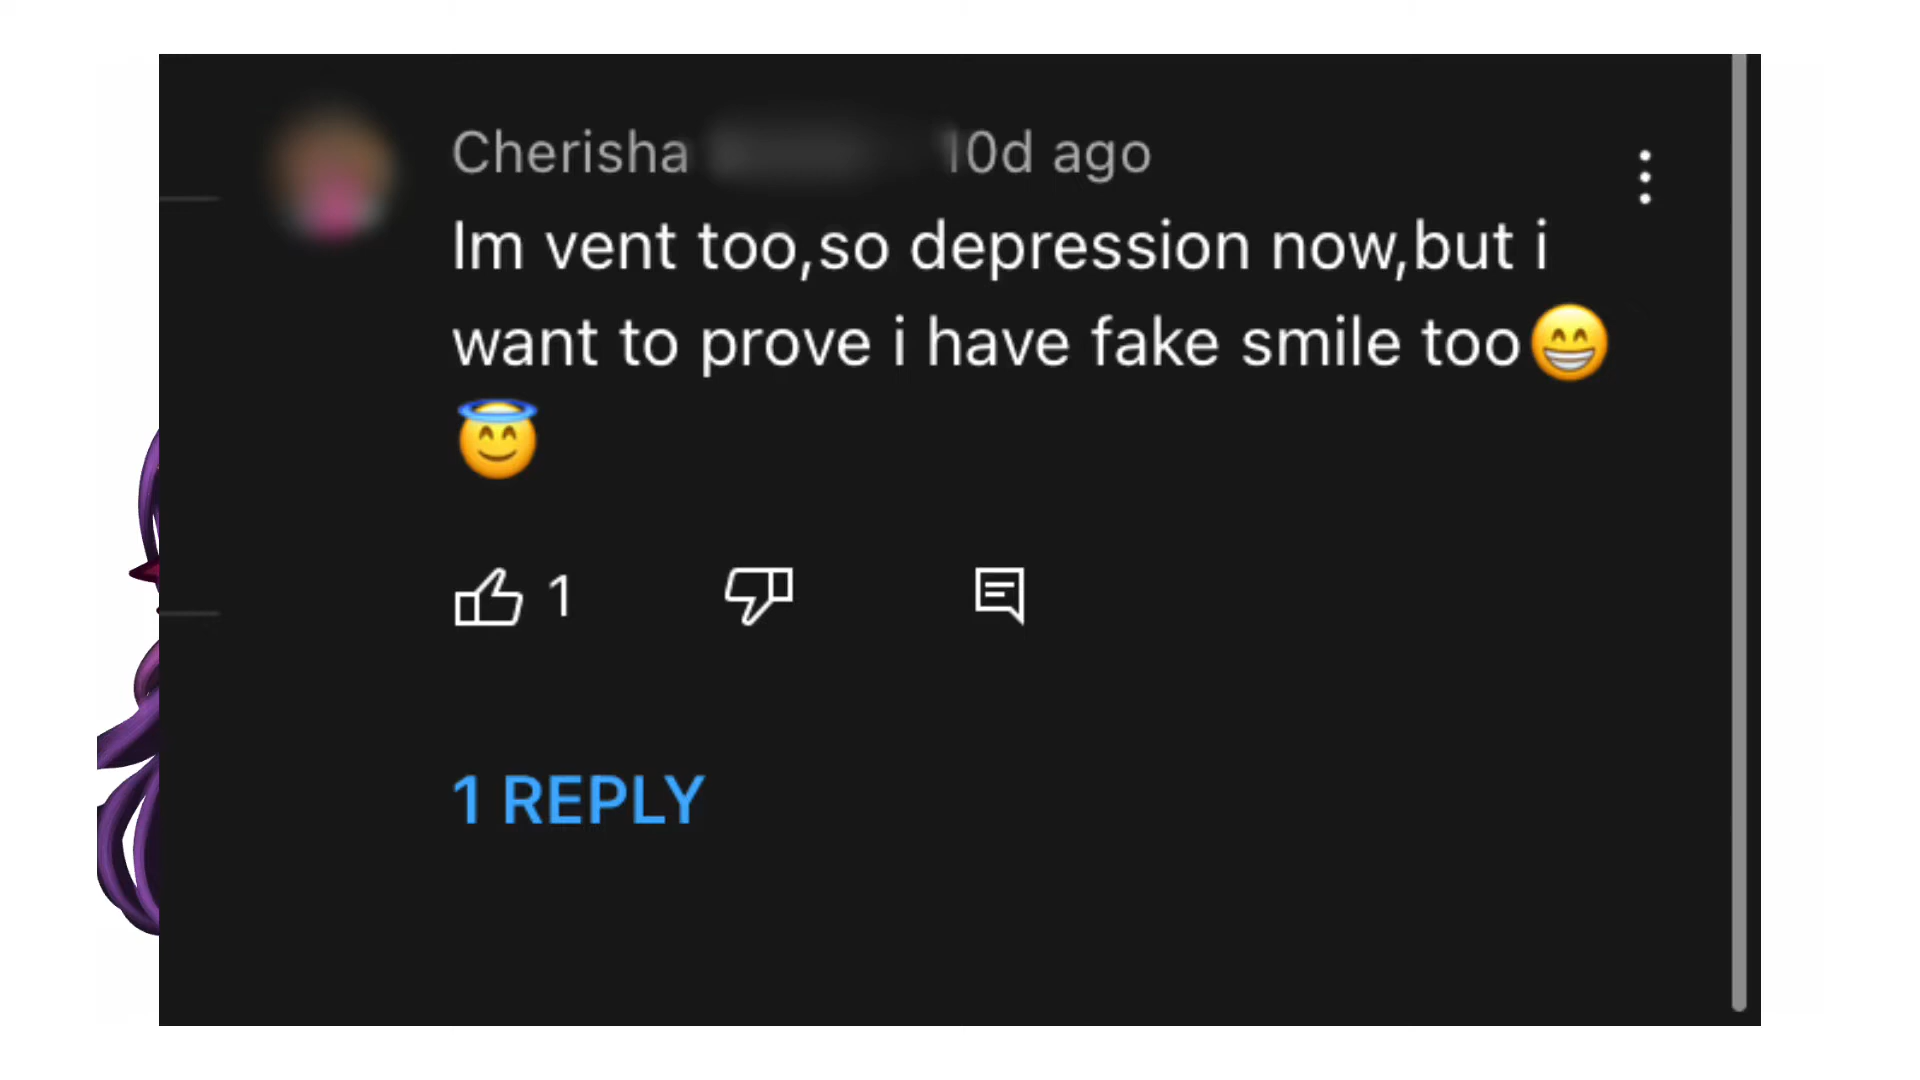 Cherisha 10d ago
Im vent too,so depression now,but i
want to prove i have fake smile too😁
😇
1
1 REPLY